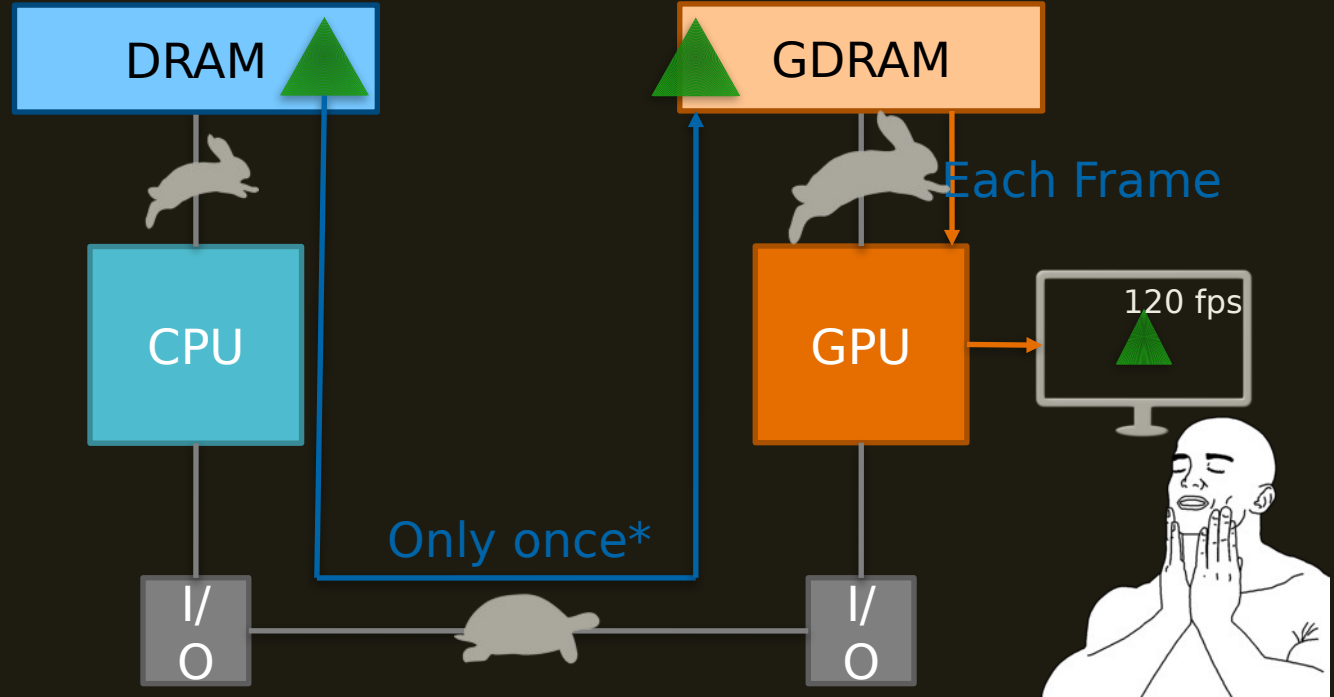 DRAM
GDRAM
Each Frame
CPU
GPU
120 fps
Only once*
I/
O
I/
O